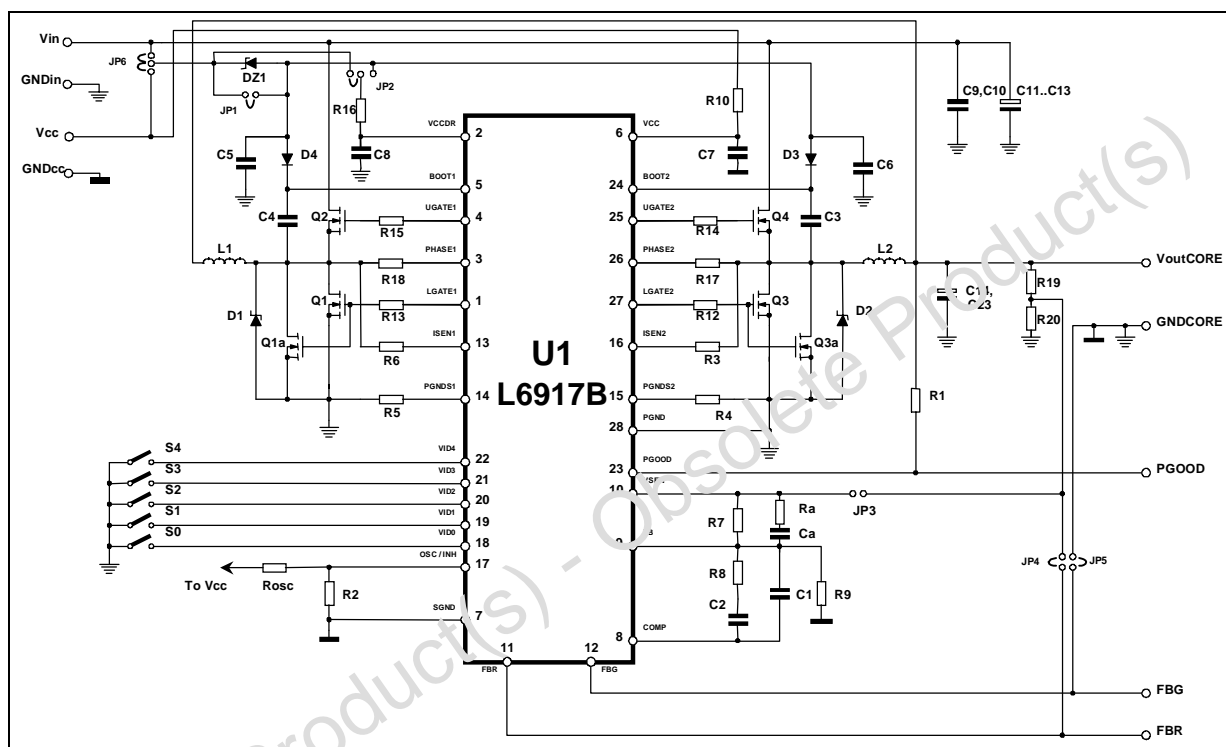 Vin
GNDin
Vcc
GNDcc
JP6
DZ1
JP1
JP2
R16
R10
C9,C10
C11..C13
VCCDR
2
6
VCC
C5
D4
C8
C7
D3
C6
BOOT1
5
24
BOOT2
C4
Q2
UGATE1
R15
4
25
UGATE2
R14
Q4
C3
L1
PHASE1
R18
3
26
PHASE2
R17
L2
VoutCORE
Q1
LGATE1
R13
1
27
LGATE2
R12
Q3
D1
D2
C14,
C23
R19
R20
GNDCORE
Q1a
ISEN1
R6
13
16
ISEN2
R3
Q3a
U1
L6917B
PGNDS1
R5
14
15
PGNDS2
R4
R1
28
PGND
S4
VID4
22
23
PGOOD
PGOOD
S3
VID3
21
10
JP3
S2
VID2
20
R7
Ra
S1
VID1
19
Ca
S0
VID0
18
9
OSC / INH
17
To Vcc
Rosc
R2
R8
C2
C1
R9
JP4
JP5
SGND
7
8
COMP
11
FBR
12
FBG
FBG
FBR
Product(s) - Obsolete Product(s)